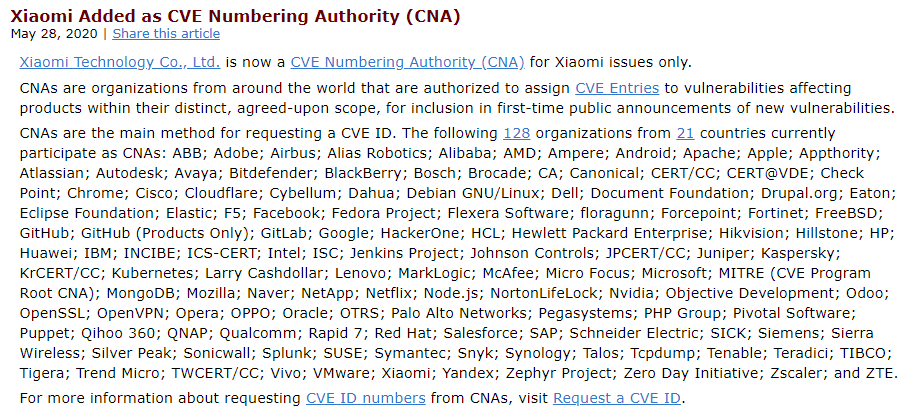 Xiaomi Added as CVE Numbering Authority (CNA)
May 28, 2020 | Share this article
Xiaomi Technology Co., Ltd. is now a CVE Numbering Authority (CNA) for Xiaomi issues only.
CNAs are organizations from around the world that are authorized to assign CVE Entries to vulnerabilities affecting
products within their distinct, agreed-upon scope, for inclusion in first-time public announcements of new vulnerabilities.
CNAs are the main method for requesting a CVE ID. The following 128 organizations from 21 countries currently
participate as CNAs: ABB; Adobe; Airbus; Alias Robotics; Alibaba; AMD; Ampere; Android; Apache; Apple; Appthority;
Atlassian; Autodesk; Avaya; Bitdefender; BlackBerry; Bosch; Brocade; CA; Canonical; CERT/CC; CERT@VDE; Check
Point; Chrome; Cisco; Cloudflare; Cybellum; Dahua; Debian GNU/Linux; Dell; Document Foundation; Drupal.org; Eaton;
Eclipse Foundation; Elastic; F5; Facebook; Fedora Project; Flexera Software; floragunn; Forcepoint; Fortinet; FreeBSD;
GitHub; GitHub (Products Only); GitLab; Google; HackerOne; HCL; Hewlett Packard Enterprise; Hikvision; Hillstone; HP;
Huawei; IBM; INCIBE; ICS-CERT; Intel; ISC; Jenkins Project; Johnson Controls; JPCERT/CC; Juniper; Kaspersky;
KrCERT/CC; Kubernetes; Larry Cashdollar; Lenovo; MarkLogic; McAfee; Micro Focus; Microsoft; MITRE (CVE Program
Root CNA); MongoDB; Mozilla; Naver; NetApp; Netflix; Node.js; NortonLifeLock; Nvidia; Objective Development; Odoo;
OpenSSL; OpenVPN; Opera; OPPO; Oracle; OTRS; Palo Alto Networks; Pegasystems; PHP Group; Pivotal Software;
Puppet; Qihoo 360; QNAP; Qualcomm; Rapid 7; Red Hat; Salesforce; SAP; Schneider Electric; SICK; Siemens; Sierra
Wireless; Silver Peak; Sonicwall; Splunk; SUSE; Symantec; Snyk; Synology; Talos; Tcpdump; Tenable; Teradici; TIBCO;
Tigera; Trend Micro; TWCERT/CC; Vivo; VMware; Xiaomi; Yandex; Zephyr Project; Zero Day Initiative; Zscaler; and ZTE.
For more information about requesting CVE ID numbers from CNAs, visit Request a CVE ID.